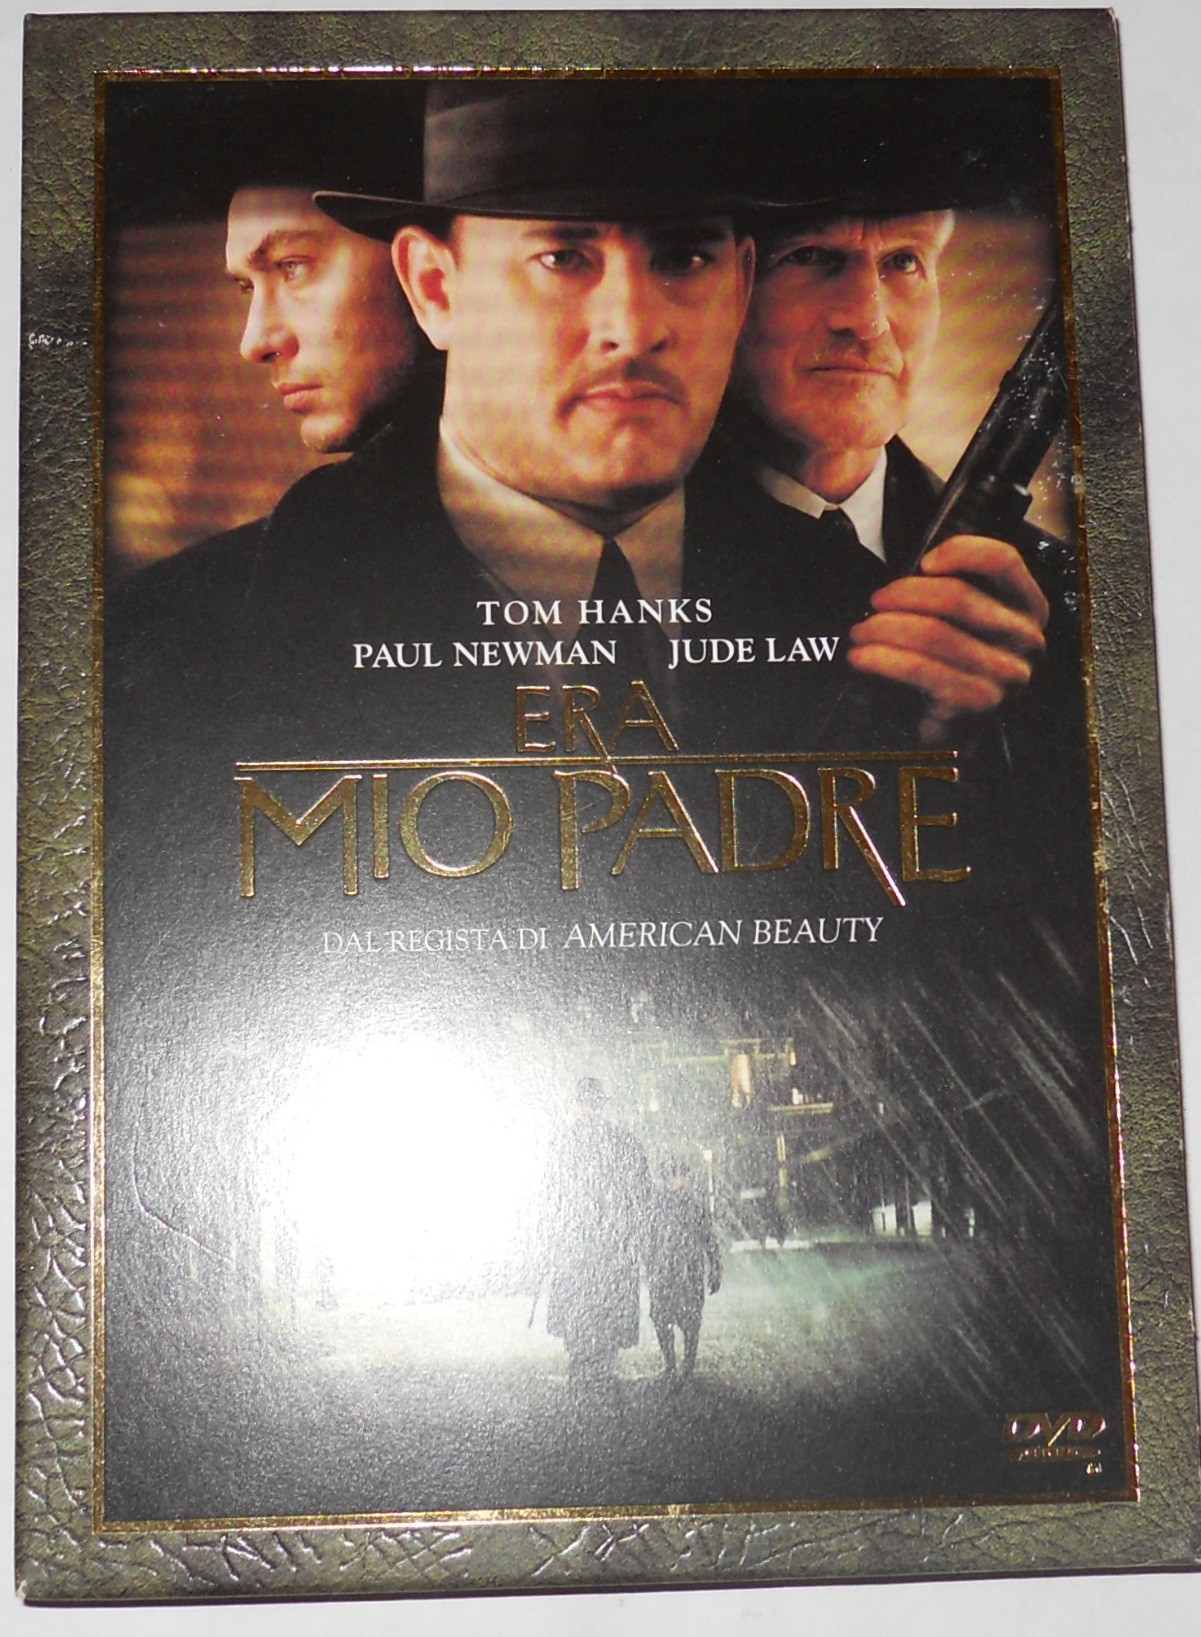 TOM HANKS
PAUL NEWMAN JUDE LAW
ERA
MIO PADRE
DAL REGISTA DI AMERICAN BEAUTY
DVD